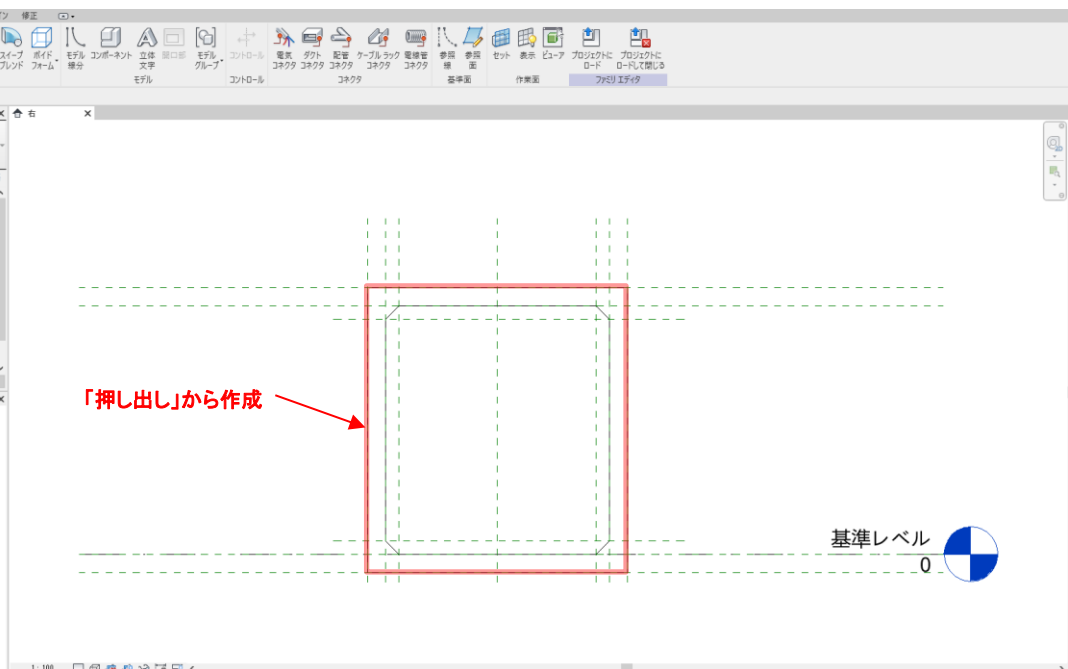 修正
スイープ ボイド モデル コンポーネント 立体 開口部 モデル コントロール 電気 ダクト 配管 ケーブル ラック 電線管 参照 参照 セット 表示 ビューア プロジェクトに プロジェクトに
ブレンド フォーム 線分 文字 グループ コネクタ コネクタ コネクタ コネクタ コネクタ 線 面 ロード ロードして閉じる
モデル コントロール コネクタ 基準面 作業面 ファミリ エディタ
右
「押し出し」から作成
基準レベル
0
1 : 100